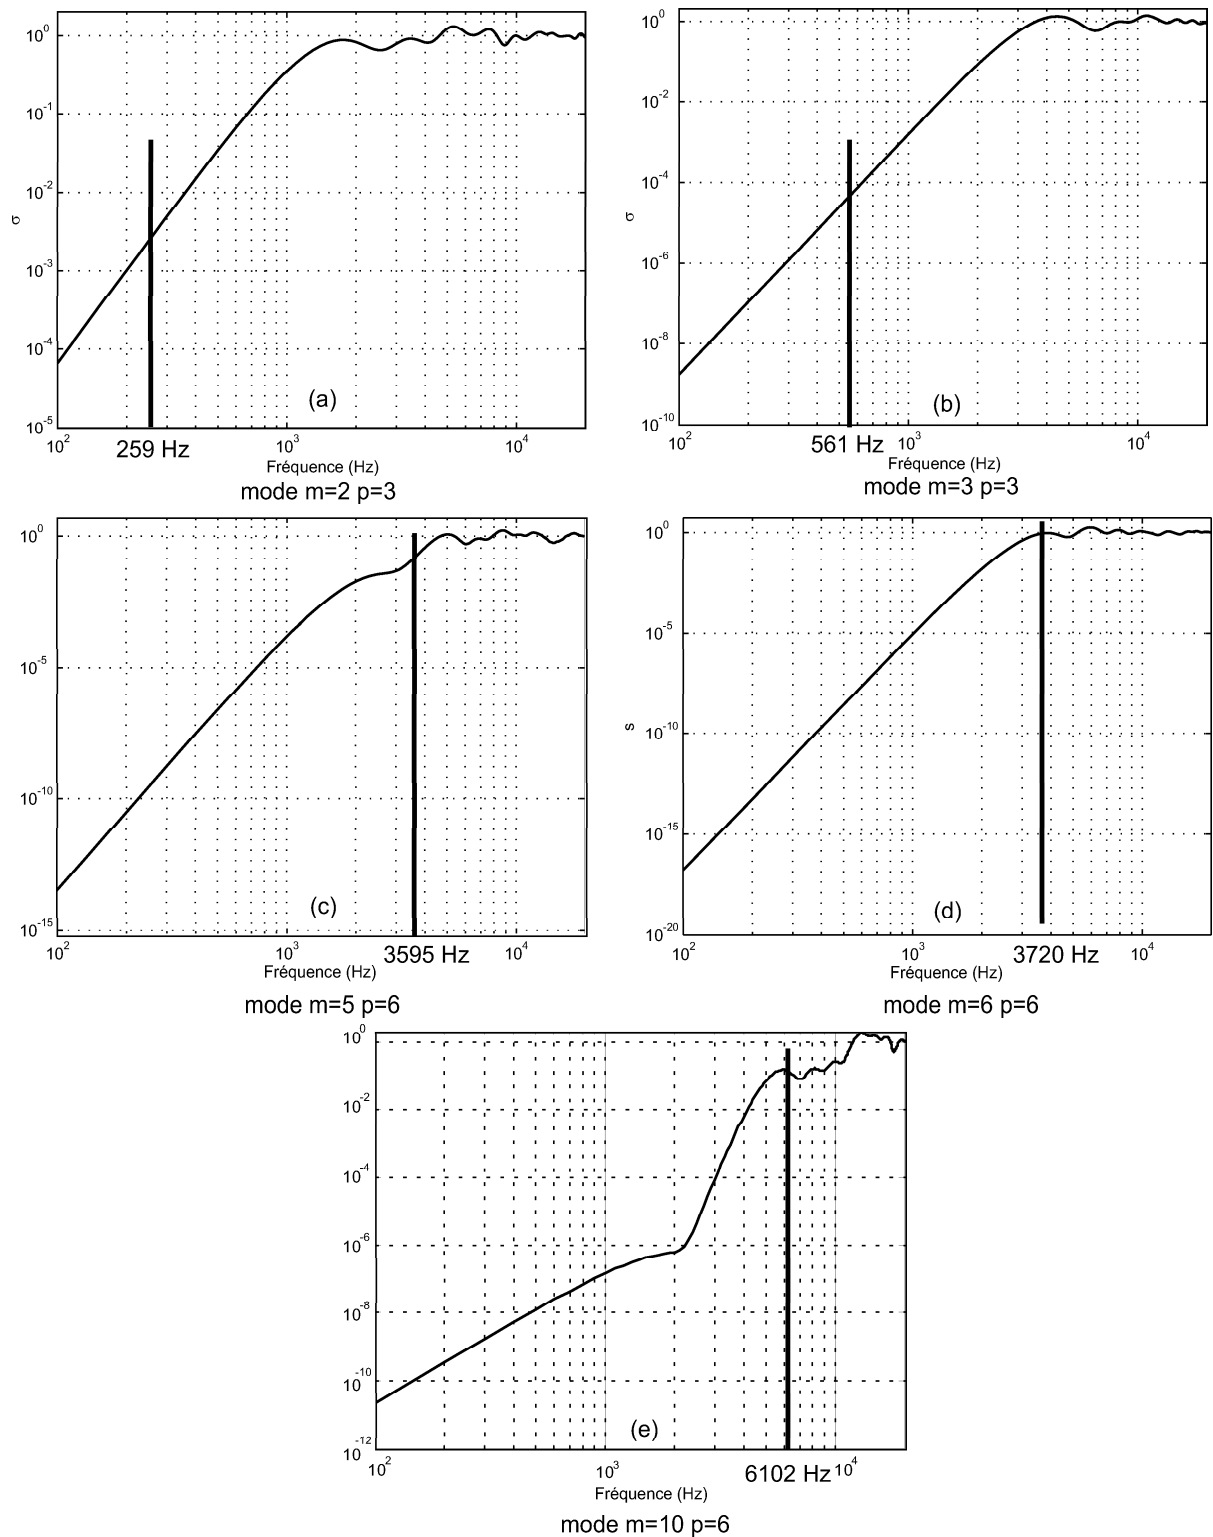 10^0
10^-1
10^-2
10^-3
10^-4
10^-5
σ
(a)
10^2
259 Hz
10^3
10^4
Fréquence (Hz)
mode m=2 p=3
10^0
10^-2
10^-4
10^-6
10^-8
10^-10
σ
(b)
10^2
561 Hz
10^3
10^4
Fréquence (Hz)
mode m=3 p=3
10^0
10^-5
10^-10
10^-15
(c)
10^2
10^3
3595 Hz
10^4
Fréquence (Hz)
mode m=5 p=6
10^0
10^-5
10^-10
10^-15
10^-20
s
(d)
10^2
10^3
3720 Hz
10^4
Fréquence (Hz)
mode m=6 p=6
10^0
10^-2
10^-4
10^-6
10^-8
10^-10
10^-12
(e)
10^2
10^3
6102 Hz
10^4
Fréquence (Hz)
mode m=10 p=6